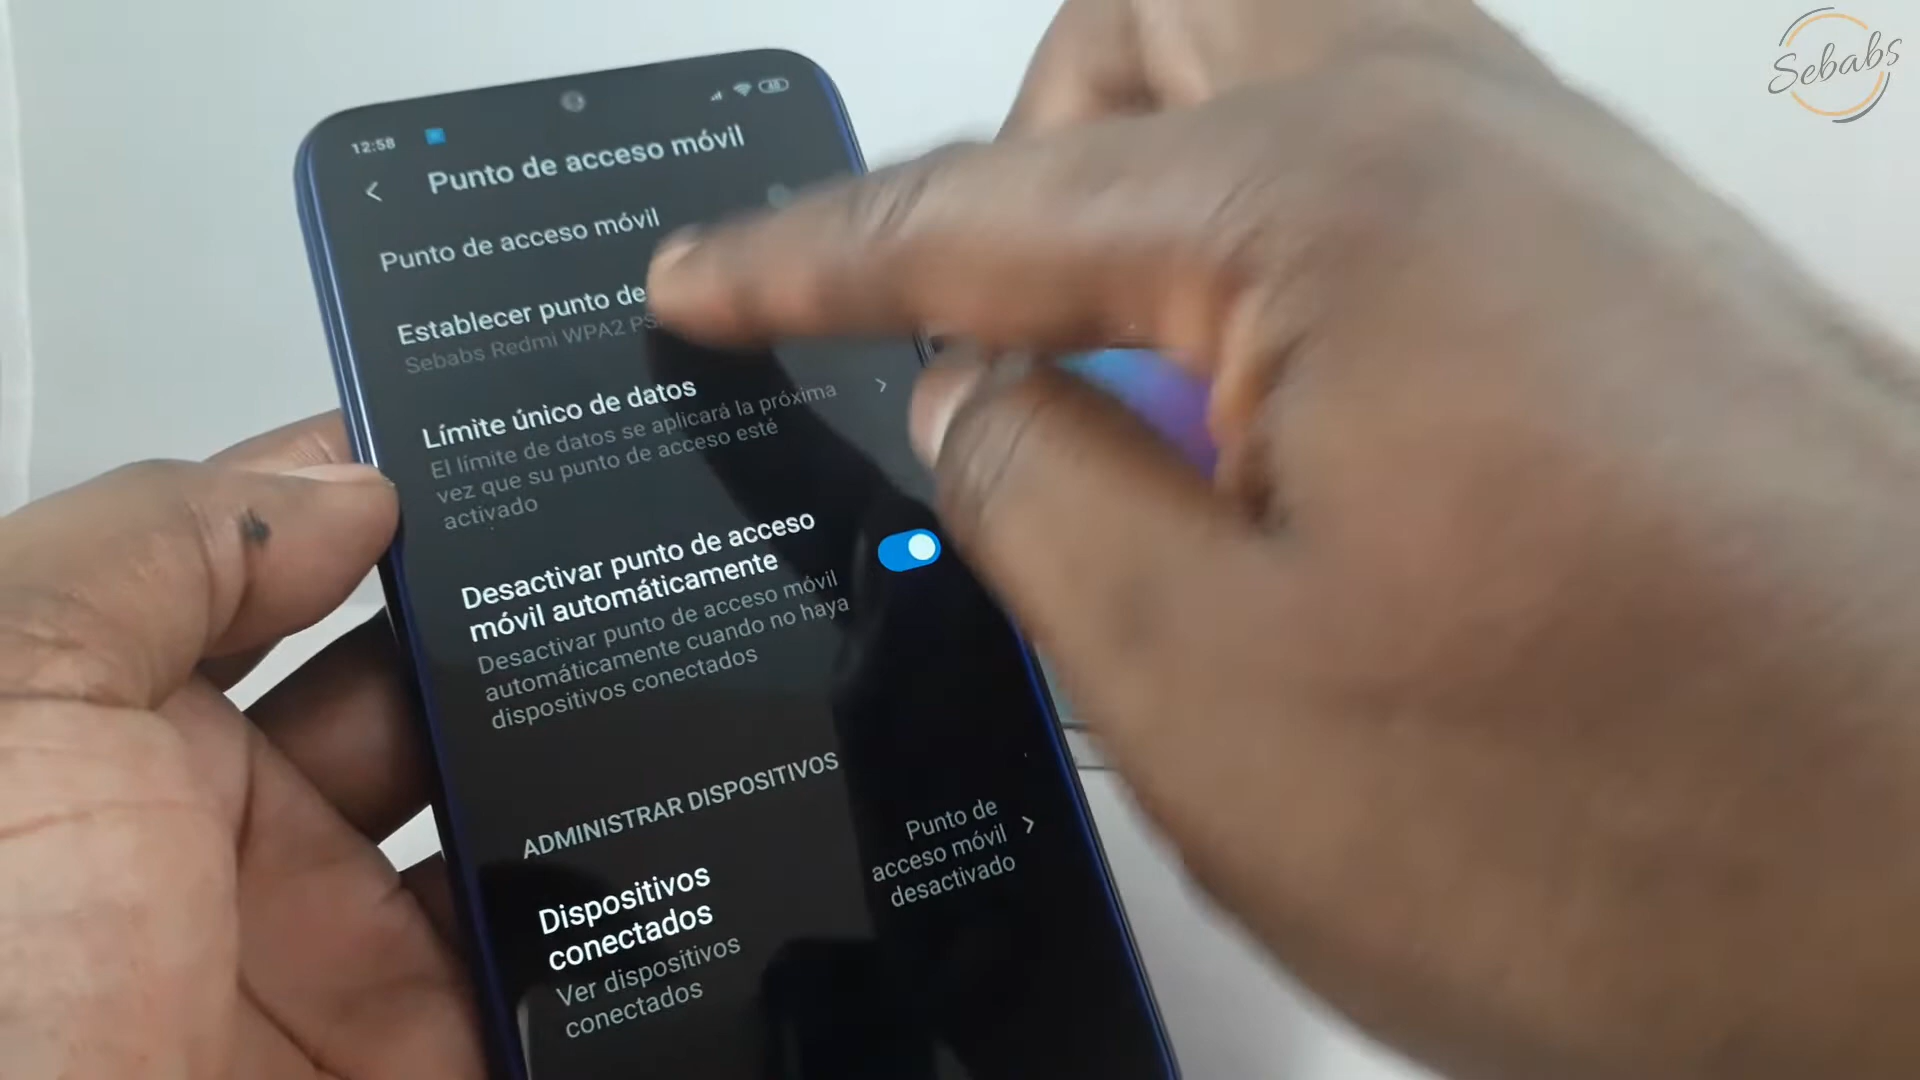 Sebabs
12:58
48
Punto de acceso móvil
Punto de acceso móvil
Establecer punto de
Sebabs Redmi WPA2 PS
Límite único de datos
El límite de datos se aplicará la próxima
vez que su punto de acceso esté
activado
Desactivar punto de acceso
móvil automáticamente
Desactivar punto de acceso móvil
automáticamente cuando no haya
dispositivos conectados
ADMINISTRAR DISPOSITIVOS
Dispositivos
conectados
Ver dispositivos
conectados
Punto de
acceso móvil
desactivado